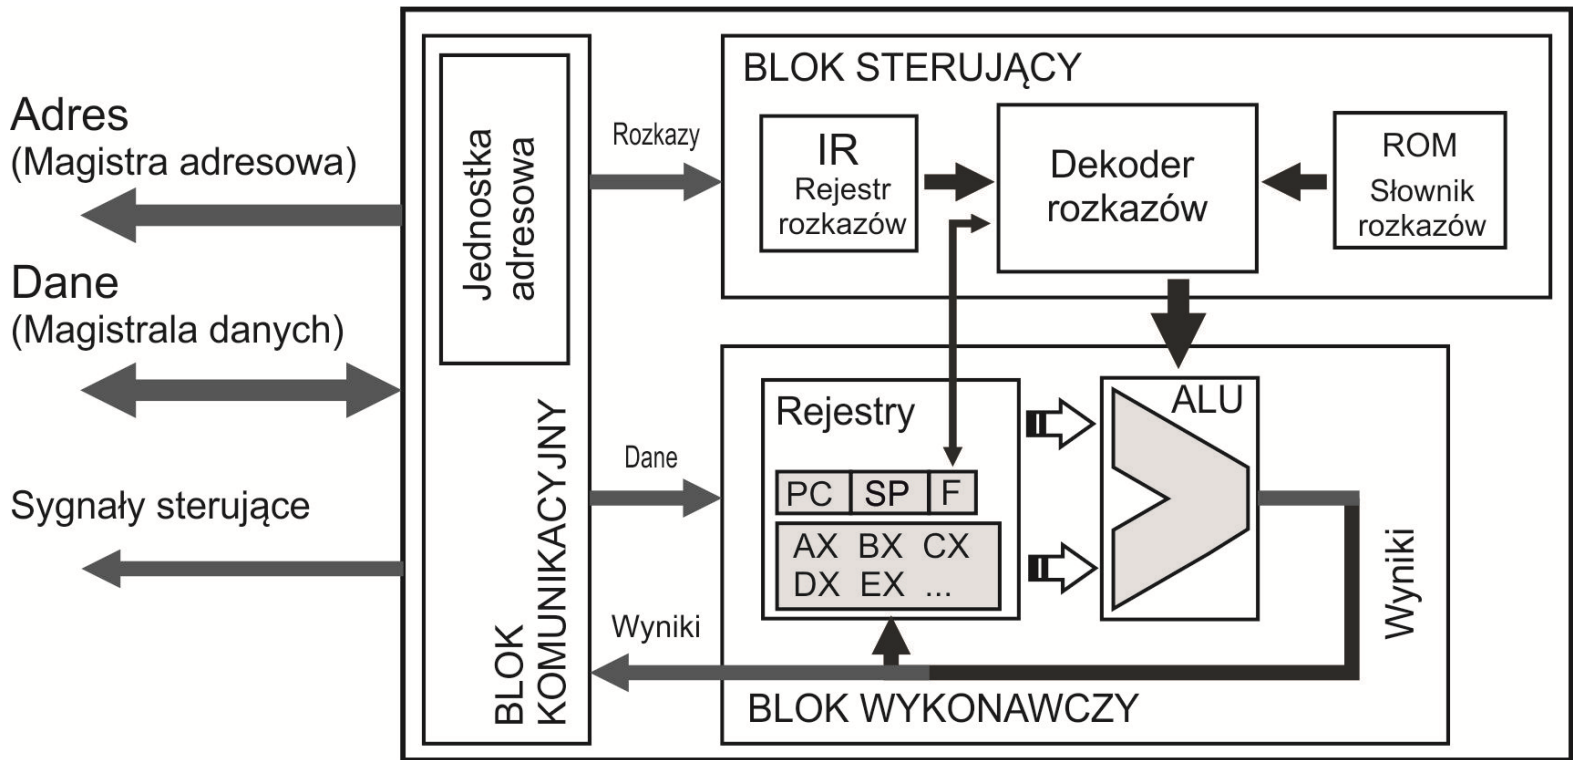 Adres
(Magistra adresowa)
Dane
(Magistrala danych)
Sygnały sterujące
Jednostka
adresowa
BLOK
KOMUNIKACYJNY
Rozkazy
Dane
Wyniki
BLOK STERUJĄCY
IR
Rejestr
rozkazów
Dekoder
rozkazów
ROM
Słownik
rozkazów
Rejestry
PC SP F
AX BX CX
DX EX ...
ALU
Wyniki
BLOK WYKONAWCZY